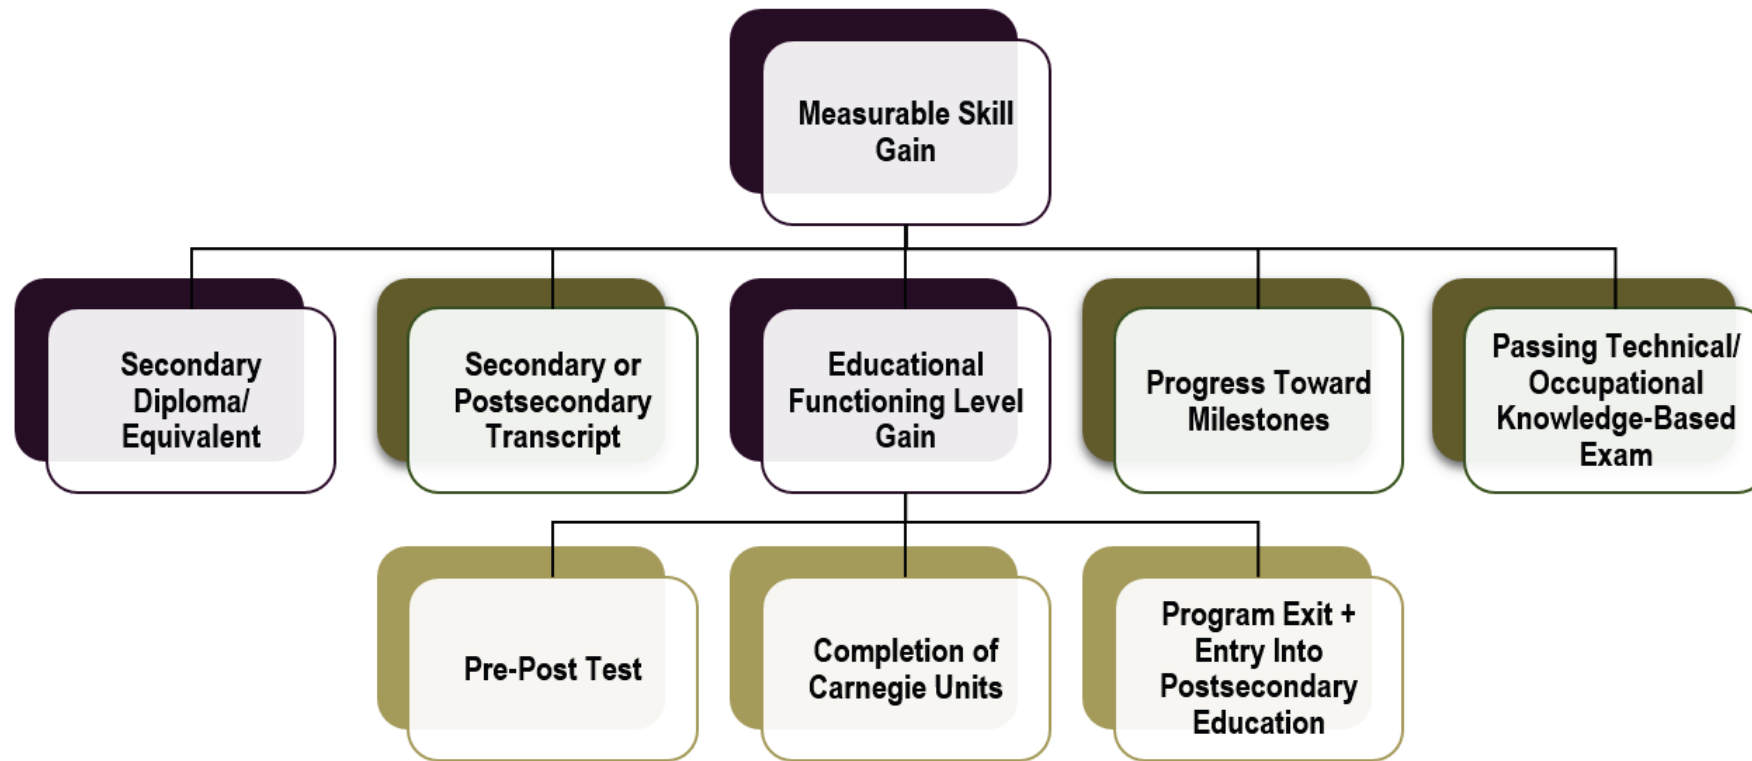 Measurable Skill
Gain
Secondary
Diploma/
Equivalent
Secondary or
Postsecondary
Transcript
Educational
Functioning Level
Gain
Progress Toward
Milestones
Passing Technical/
Occupational
Knowledge-Based
Exam
Pre-Post Test
Completion of
Carnegie Units
Program Exit +
Entry Into
Postsecondary
Education